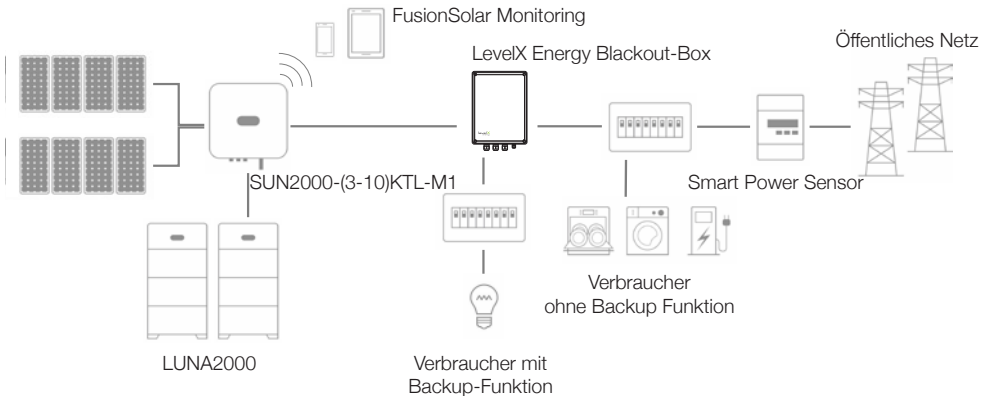 FusionSolar Monitoring
LevelX Energy Blackout-Box
Öffentliches Netz
SUN2000-(3-10)KTL-M1
Smart Power Sensor
Verbraucher
ohne Backup Funktion
LUNA2000
Verbraucher mit
Backup-Funktion